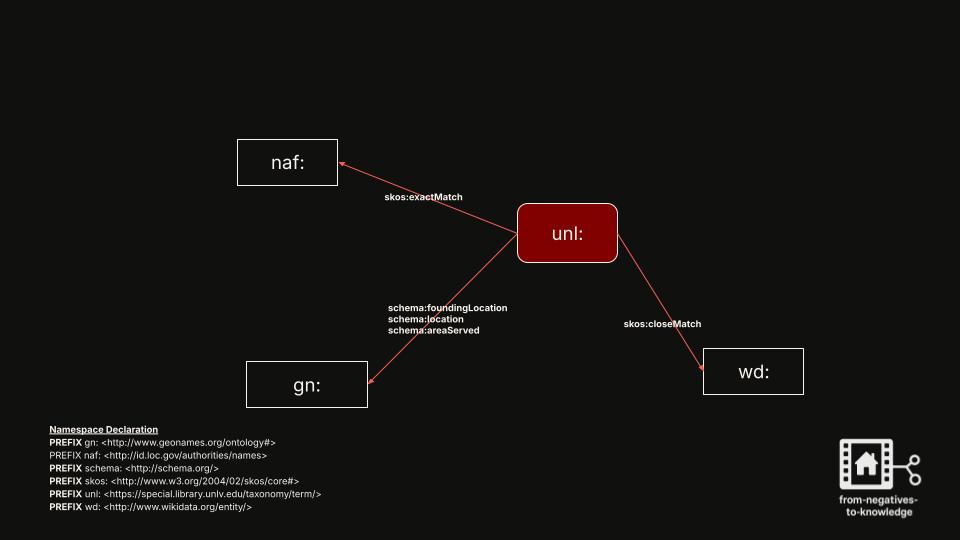 naf:
skos:exactMatch
unl:
schema:foundingLocation
schema:location
schema:areaServed
skos:closeMatch
gn:
wd:
Namespace Declaration
PREFIX gn: <http://www.geonames.org/ontology#>
PREFIX naf: <http://id.loc.gov/authorities/names>
PREFIX schema: <http://schema.org/>
PREFIX skos: <http://www.w3.org/2004/02/skos/core#>
PREFIX unl: <https://special.library.unlv.edu/taxonomy/term/>
PREFIX wd: <http://www.wikidata.org/entity/>
from-negatives-
to-knowledge